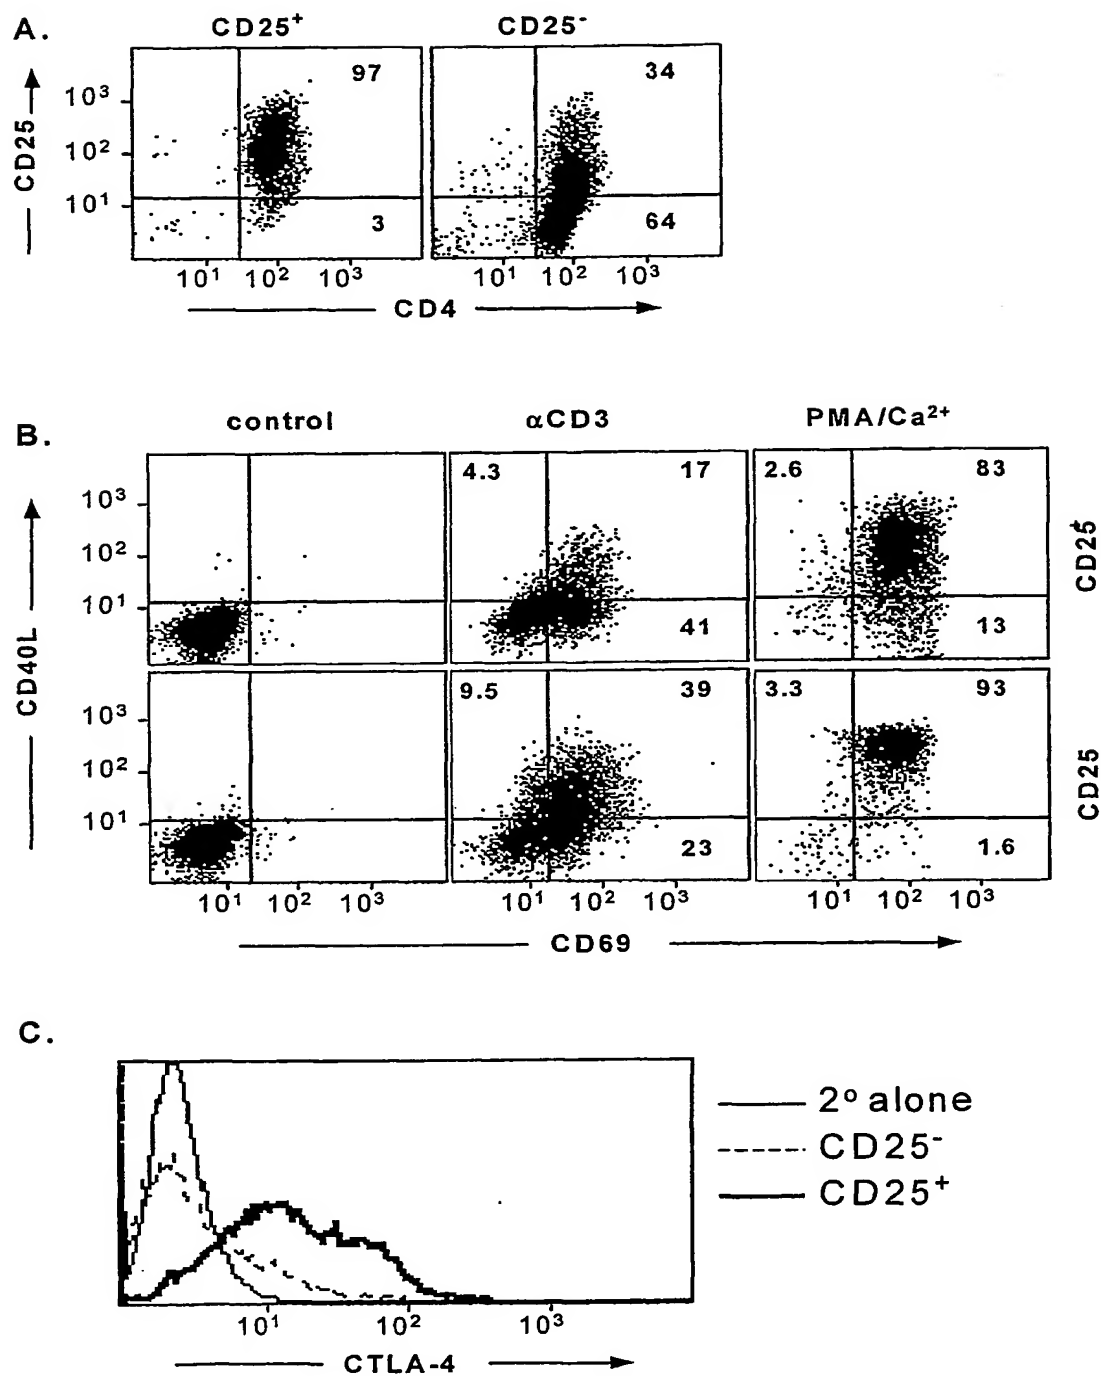 A.
CD25⁺ CD25⁻
97 34
3 64
10³
10²
10¹
CD25
10¹ 10² 10³ 10¹ 10² 10³
CD4
B.
control αCD3 PMA/Ca²⁺
4.3 17 2.6 83
10³
10²
10¹
41 13
CD25⁺
9.5 39 3.3 93
10³
10²
10¹
23 1.6
CD25
CD40L
10¹ 10² 10³ 10¹ 10² 10³ 10¹ 10² 10³
CD69
C.
2° alone
CD25⁻
CD25⁺
10¹ 10² 10³
CTLA-4